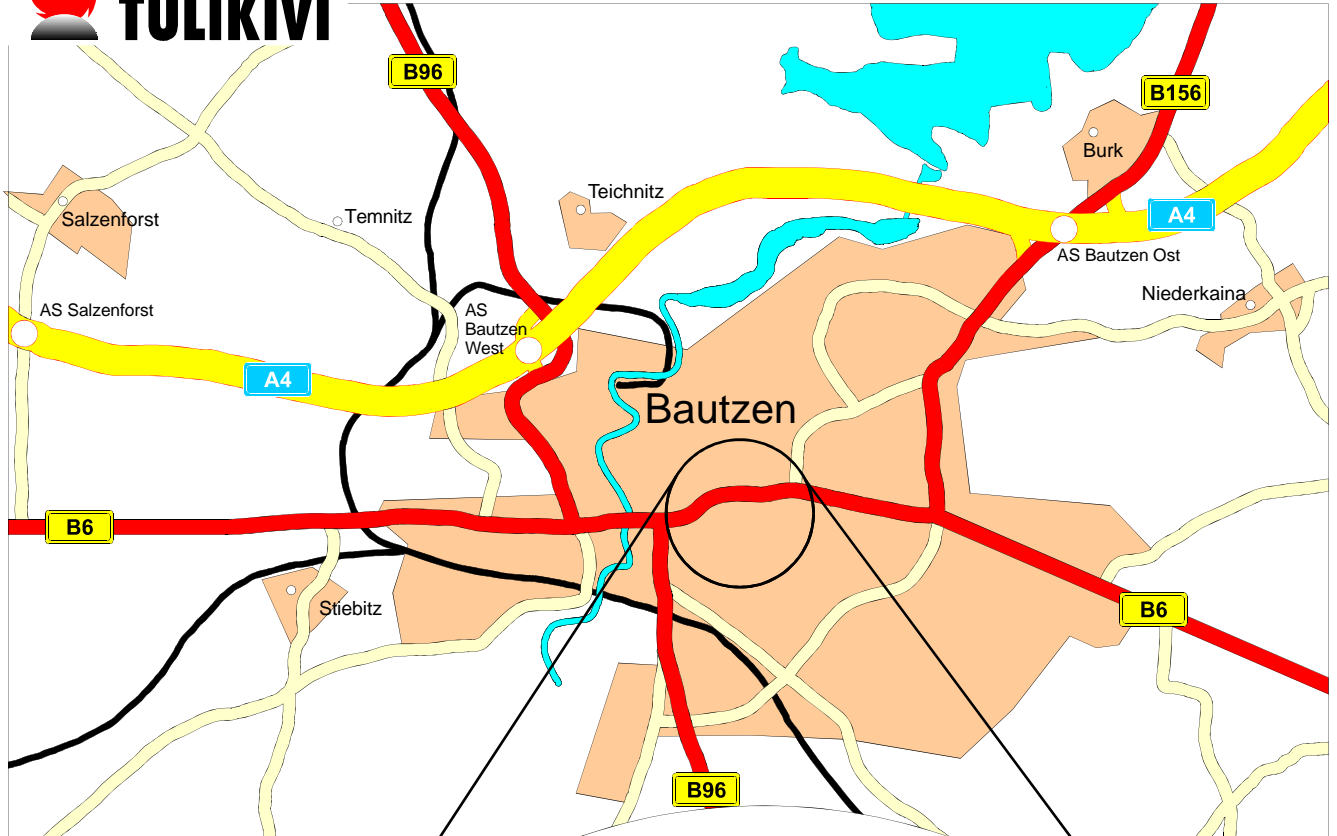 TULIKIVI
B96
B156
Burk
Teichnitz
Salzenforst
Temnitz
A4
AS Bautzen Ost
Niederkaina
AS Salzenforst
AS
Bautzen
West
A4
Bautzen
B6
Stiebitz
B6
B96